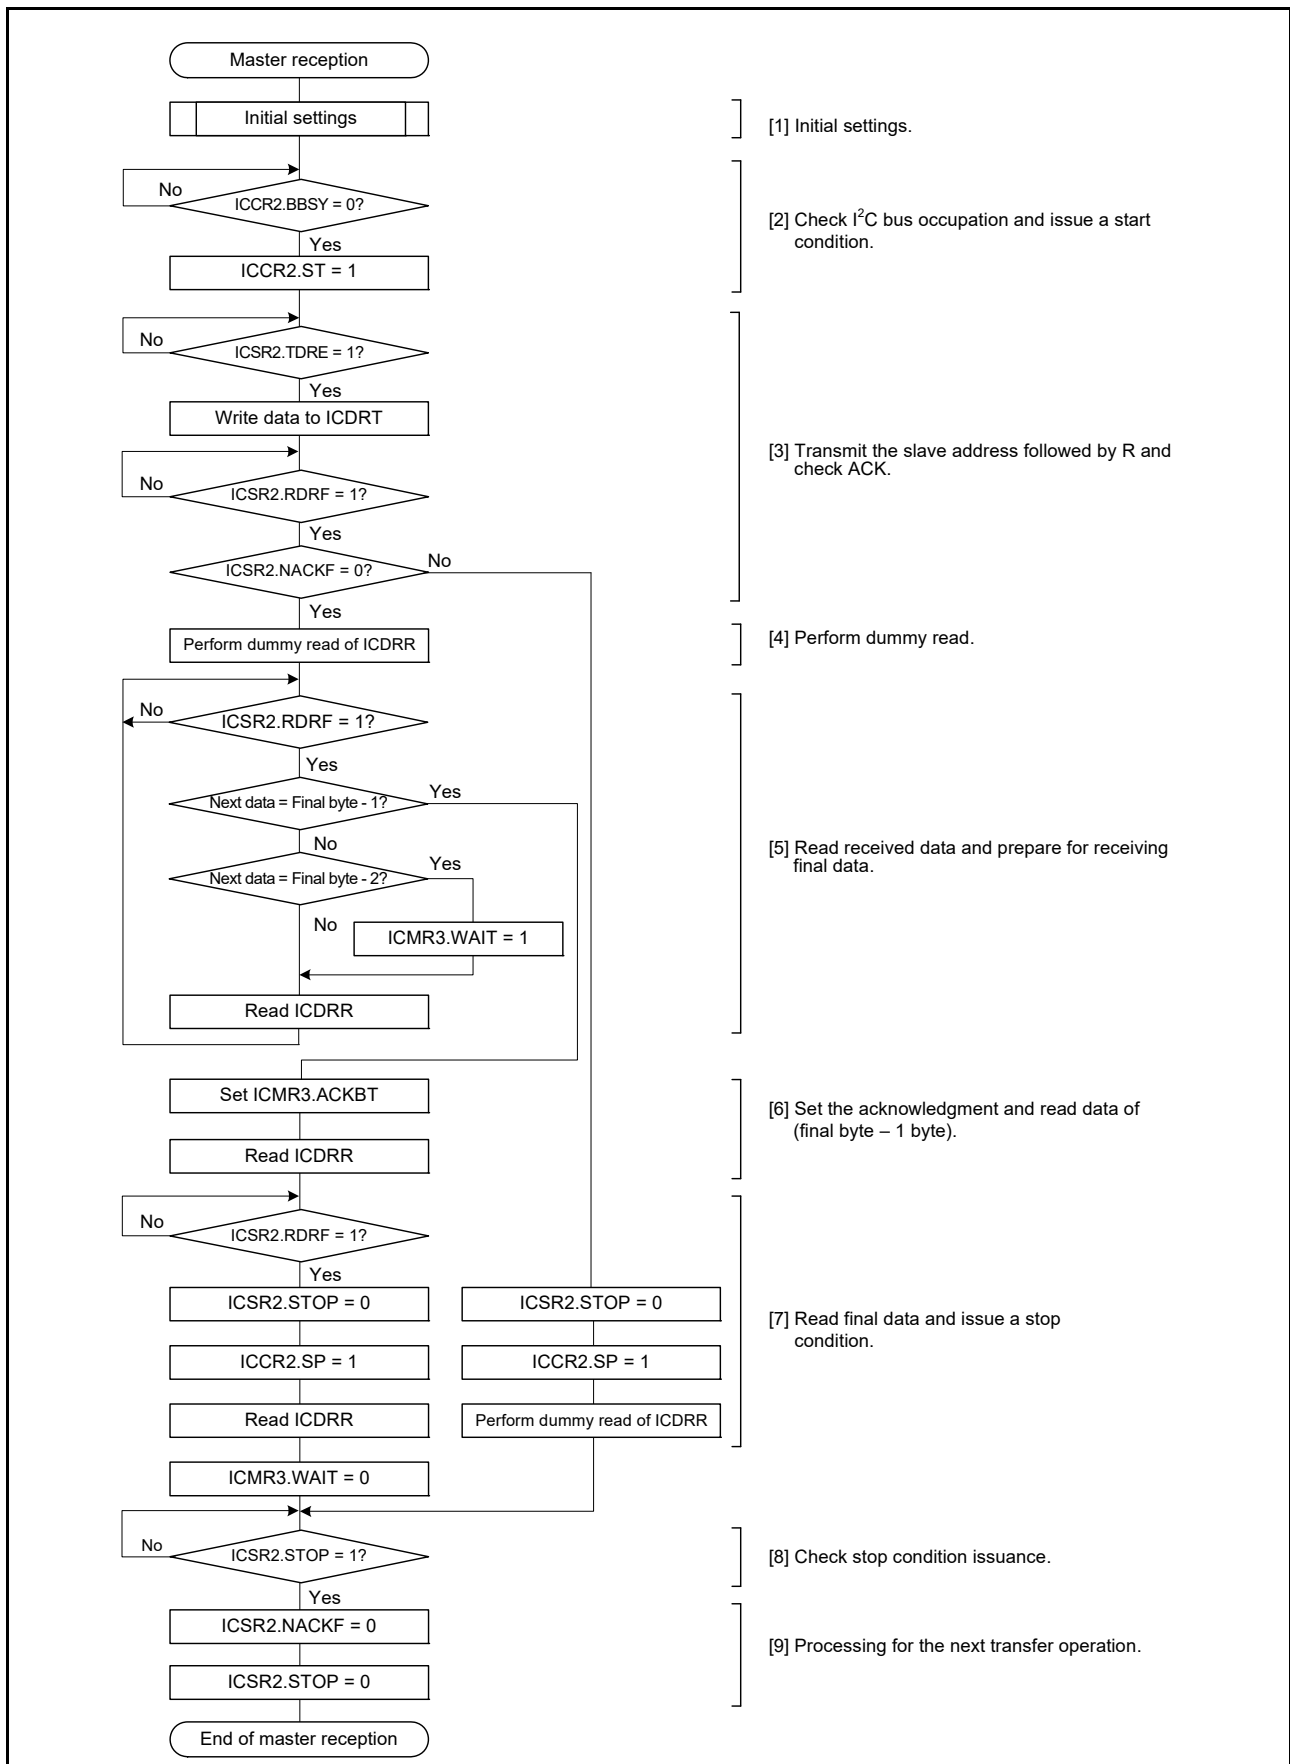 Master reception
Initial settings
[1] Initial settings.
No
ICCR2.BBSY = 0?
Yes
ICCR2.ST = 1
[2] Check I²C bus occupation and issue a start
condition.
No
ICSR2.TDRE = 1?
Yes
Write data to ICDRT
No
ICSR2.RDRF = 1?
Yes
ICSR2.NACKF = 0?
No
Yes
[3] Transmit the slave address followed by R and
check ACK.
Perform dummy read of ICDRR
[4] Perform dummy read.
No
ICSR2.RDRF = 1?
Yes
Next data = Final byte - 1?
Yes
No
Next data = Final byte - 2?
Yes
No
ICMR3.WAIT = 1
Read ICDRR
[5] Read received data and prepare for receiving
final data.
Set ICMR3.ACKBT
Read ICDRR
[6] Set the acknowledgment and read data of
(final byte – 1 byte).
No
ICSR2.RDRF = 1?
Yes
ICSR2.STOP = 0
ICSR2.STOP = 0
ICCR2.SP = 1
ICCR2.SP = 1
Read ICDRR
Perform dummy read of ICDRR
[7] Read final data and issue a stop
condition.
ICMR3.WAIT = 0
No
ICSR2.STOP = 1?
Yes
[8] Check stop condition issuance.
ICSR2.NACKF = 0
ICSR2.STOP = 0
[9] Processing for the next transfer operation.
End of master reception